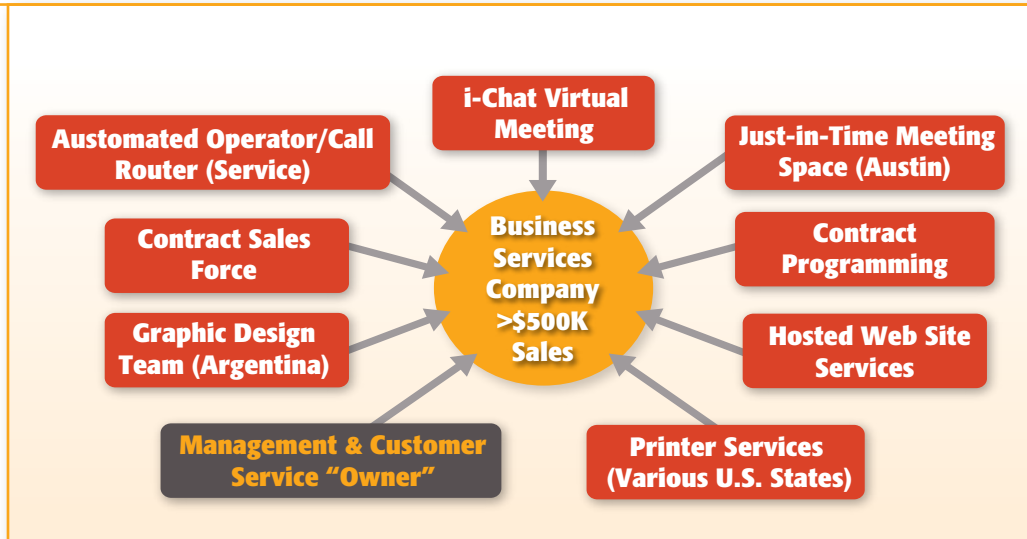 i-Chat Virtual
Meeting
Austomated Operator/Call
Router (Service)
Just-in-Time Meeting
Space (Austin)
Contract Sales
Force
Business
Services
Company
>$500K
Sales
Contract
Programming
Graphic Design
Team (Argentina)
Hosted Web Site
Services
Management & Customer
Service “Owner”
Printer Services
(Various U.S. States)